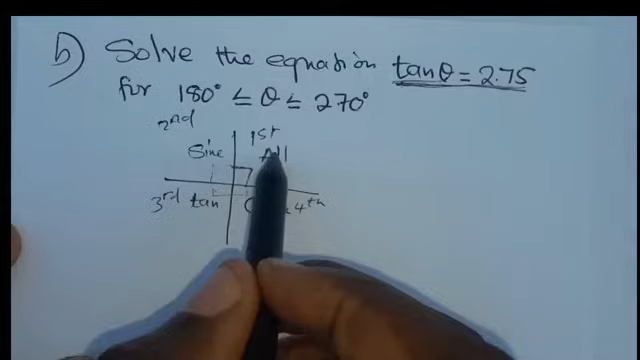 b) Solve the equation tanθ = 2.75
for 180° ≤ θ ≤ 270°
2nd 1st
Sine All
3rd tan 4th